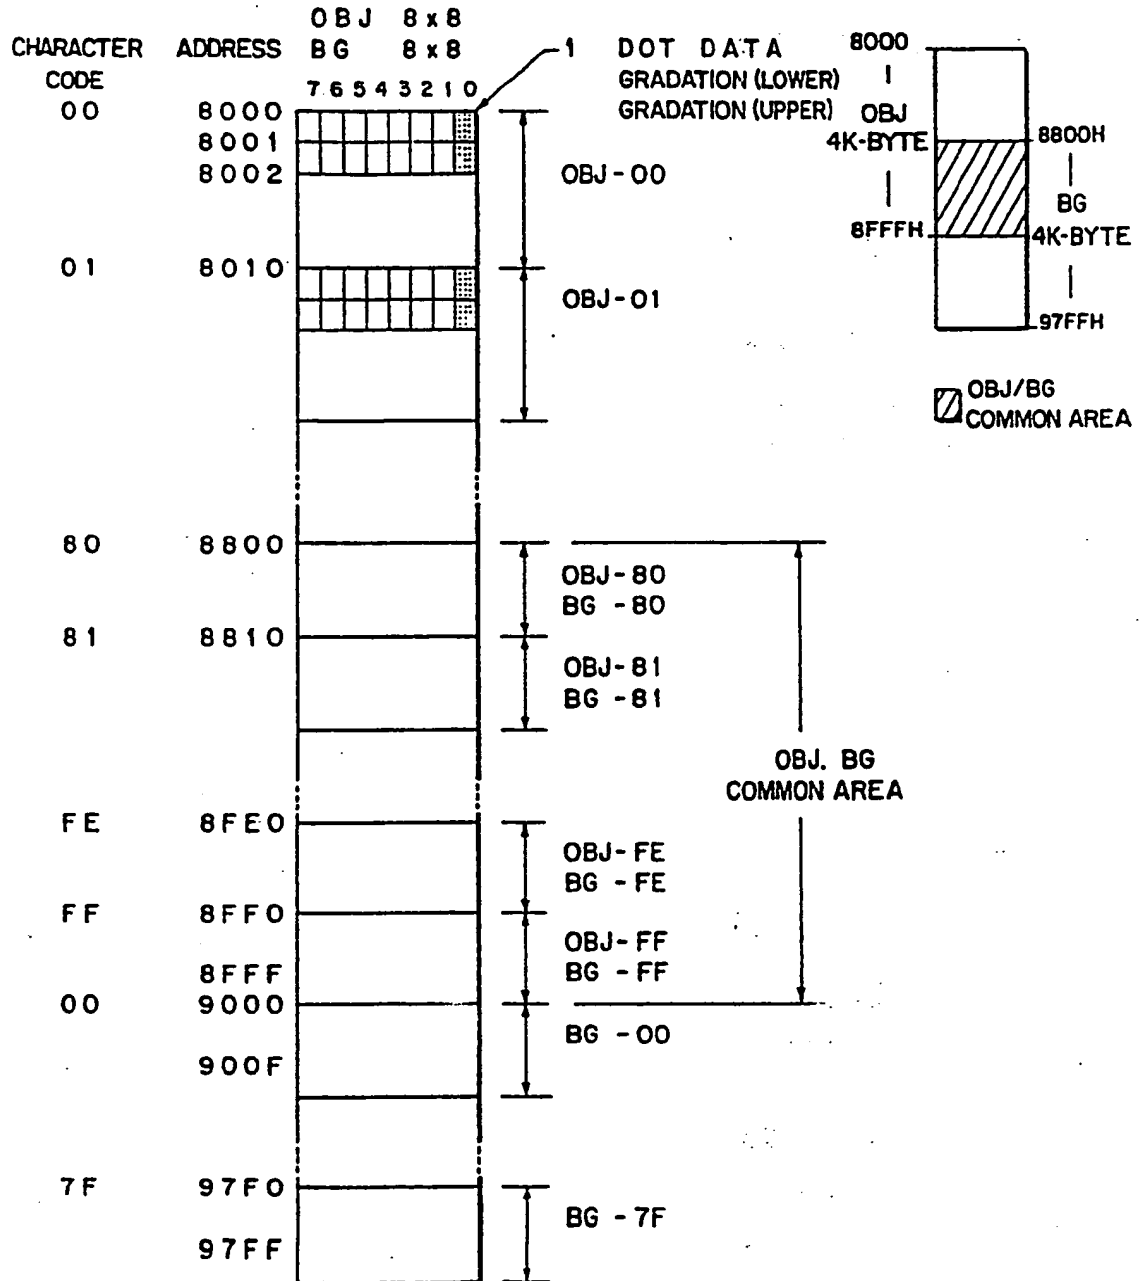 OBJ 8x8
CHARACTER ADDRESS BG 8x8
CODE
7 6 5 4 3 2 1 0
1 DOT DATA
GRADATION (LOWER)
GRADATION (UPPER)
00 8000
8001
8002
OBJ-00
01 8010
OBJ-01
80 8800
OBJ-80
BG -80
81 8810
OBJ-81
BG -81
OBJ. BG
COMMON AREA
FE 8FE0
OBJ-FE
BG -FE
FF 8FF0
OBJ-FF
BG -FF
8FFF
00 9000
BG -00
900F
7F 97F0
BG -7F
97FF
8000
OBJ
4K-BYTE
8FFFH
8800H
BG
4K-BYTE
97FFH
OBJ/BG
COMMON AREA